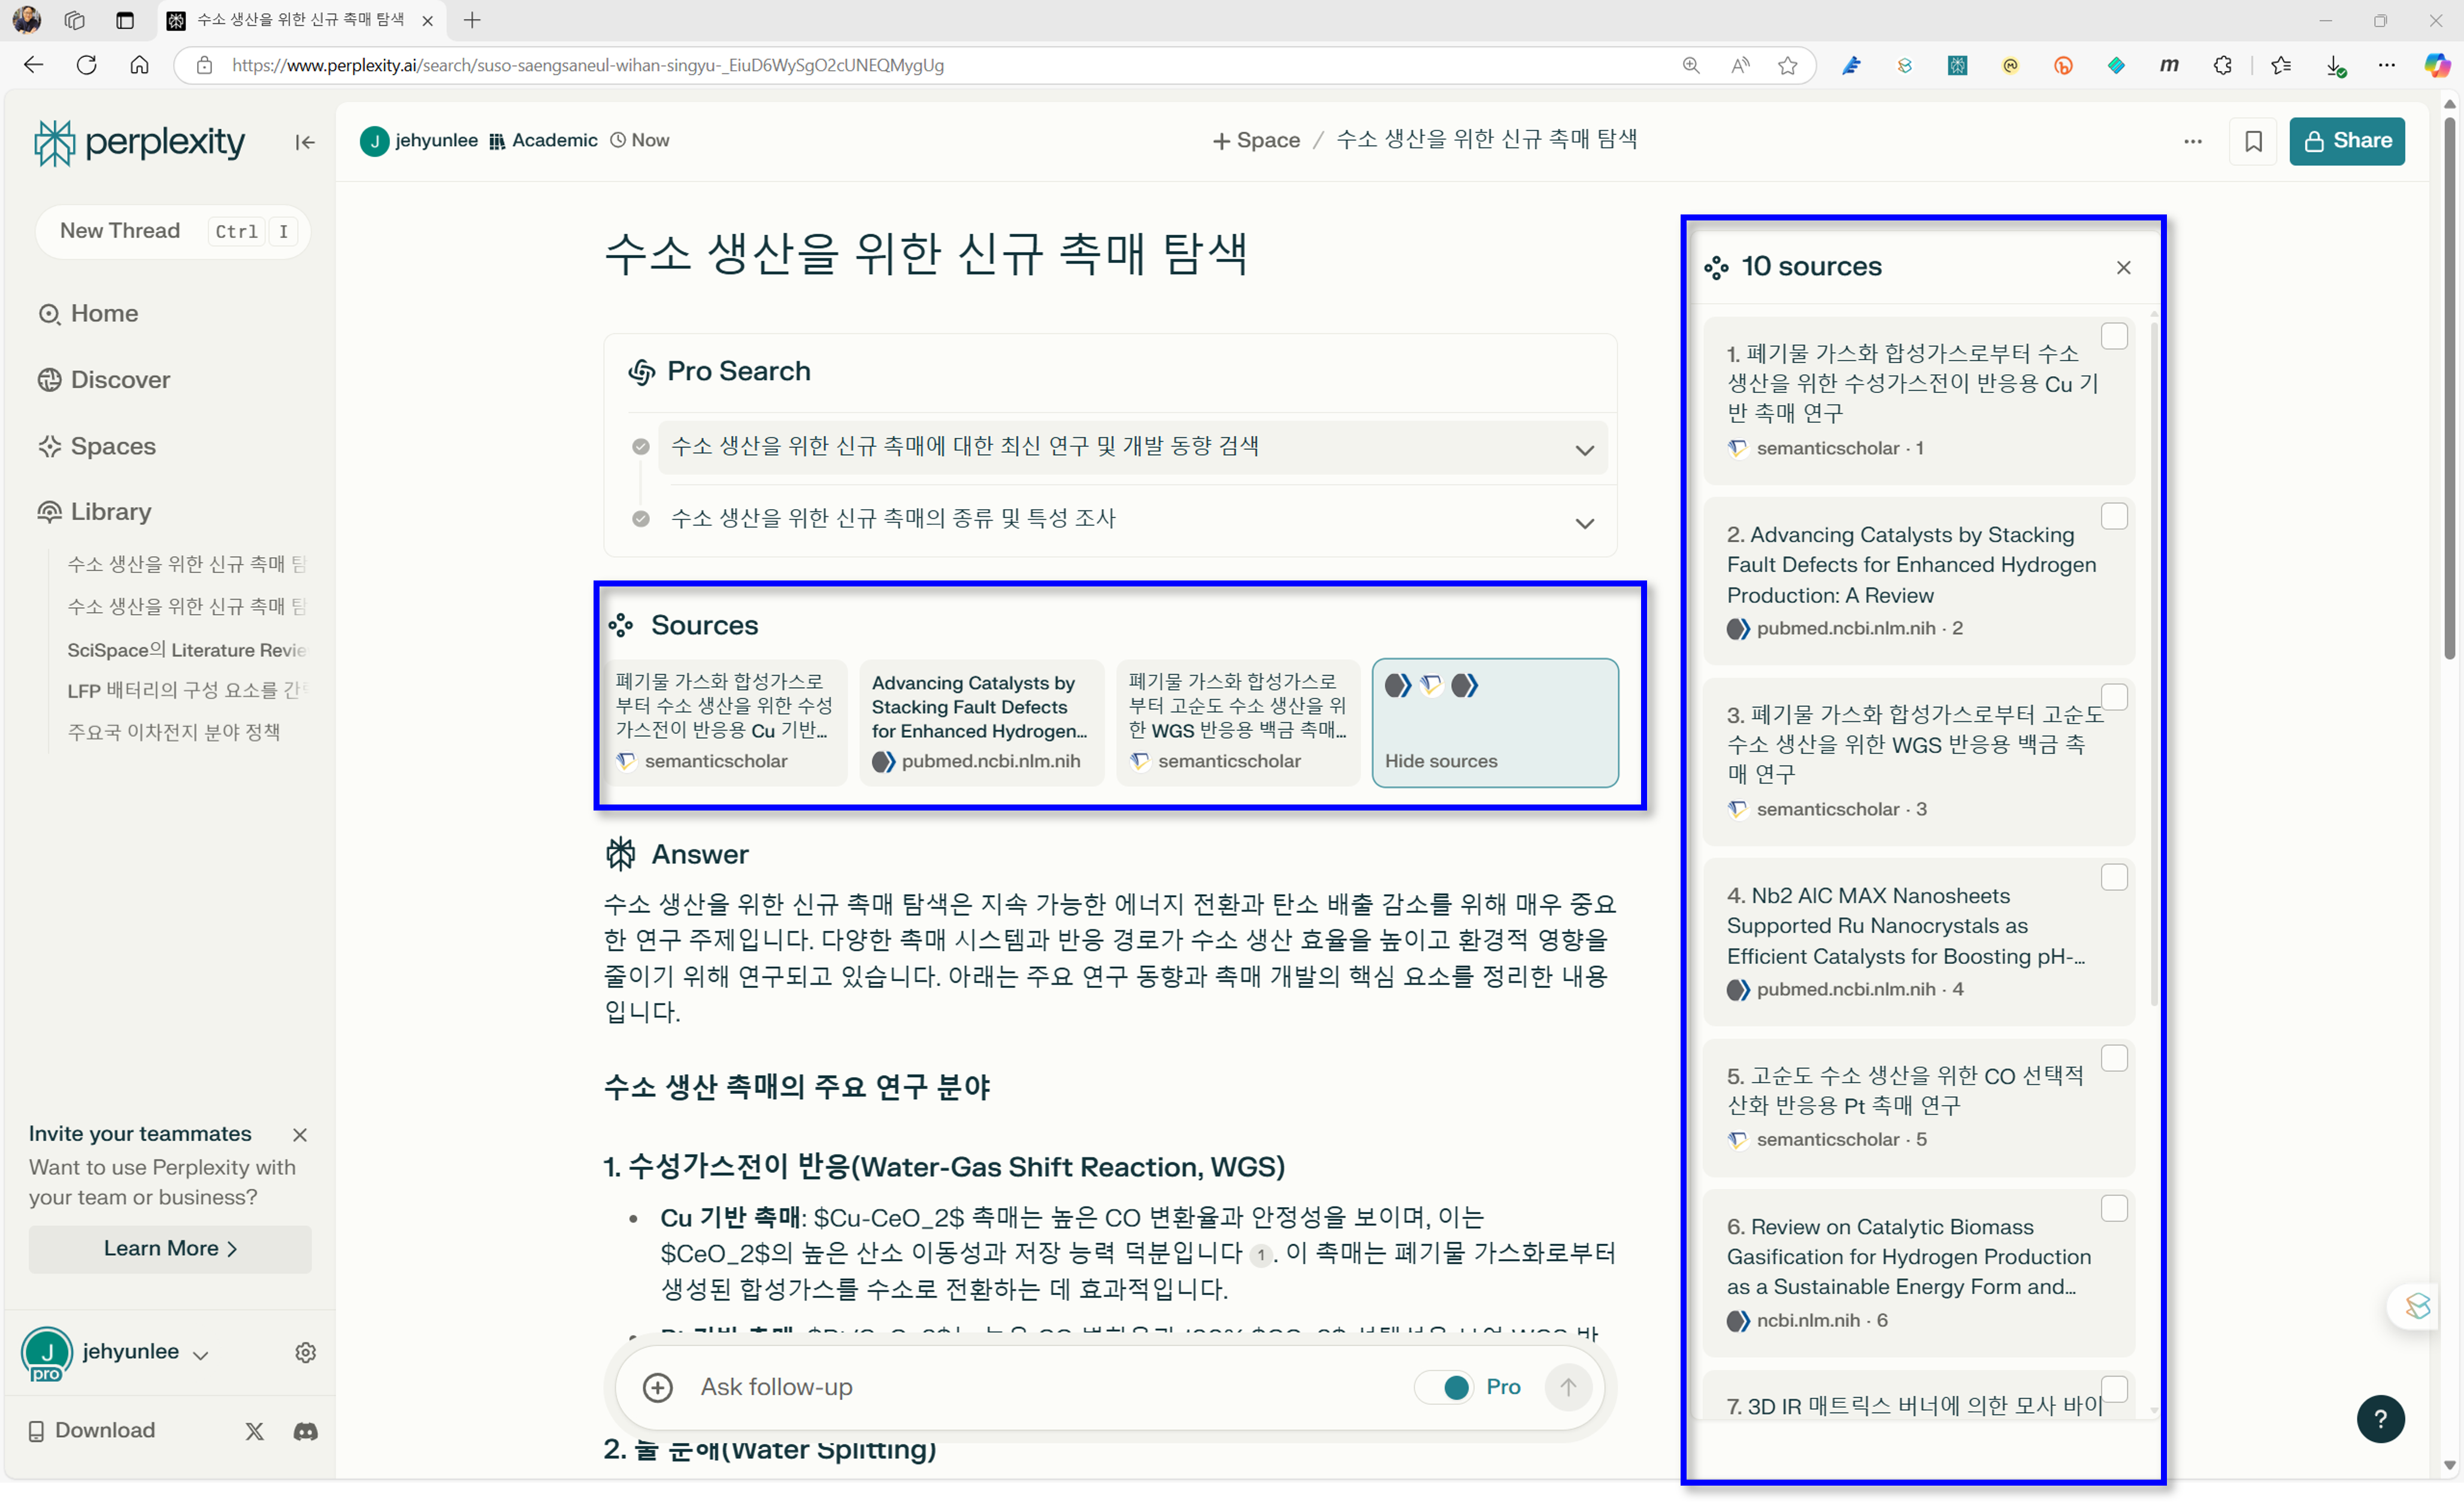 수소 생산을 위한 신규 촉매 탐색
https://www.perplexity.ai/search/suso-saengsaneul-wihan-singyu-_EiuD6WySgO2cUNEQMygUg
perplexity
New Thread Ctrl I
Home
Discover
Spaces
Library
수소 생산을 위한 신규 촉매 탐
수소 생산을 위한 신규 촉매 탐
SciSpace의 Literature Revie
LFP 배터리의 구성 요소를 간
주요국 이차전지 분야 정책
Invite your teammates
Want to use Perplexity with
your team or business?
Learn More
J
pro
jehyunlee
Download
J jehyunlee Academic Now
+ Space / 수소 생산을 위한 신규 촉매 탐색
Share
수소 생산을 위한 신규 촉매 탐색
Pro Search
수소 생산을 위한 신규 촉매에 대한 최신 연구 및 개발 동향 검색
수소 생산을 위한 신규 촉매의 종류 및 특성 조사
Sources
폐기물 가스화 합성가스로
부터 수소 생산을 위한 수성
가스전이 반응용 Cu 기반...
semanticscholar
Advancing Catalysts by
Stacking Fault Defects
for Enhanced Hydrogen...
pubmed.ncbi.nlm.nih
폐기물 가스화 합성가스로
부터 고순도 수소 생산을 위
한 WGS 반응용 백금 촉매...
semanticscholar
Hide sources
Answer
수소 생산을 위한 신규 촉매 탐색은 지속 가능한 에너지 전환과 탄소 배출 감소를 위해 매우 중요
한 연구 주제입니다. 다양한 촉매 시스템과 반응 경로가 수소 생산 효율을 높이고 환경적 영향을
줄이기 위해 연구되고 있습니다. 아래는 주요 연구 동향과 촉매 개발의 핵심 요소를 정리한 내용
입니다.
수소 생산 촉매의 주요 연구 분야
1. 수성가스전이 반응(Water-Gas Shift Reaction, WGS)
• Cu 기반 촉매: $Cu-CeO_2$ 촉매는 높은 CO 변환율과 안정성을 보이며, 이는
$CeO_2$의 높은 산소 이동성과 저장 능력 덕분입니다 1. 이 촉매는 폐기물 가스화로부터
생성된 합성가스를 수소로 전환하는 데 효과적입니다.
Ask follow-up
Pro
2. 물 분해(Water Splitting)
10 sources
1. 폐기물 가스화 합성가스로부터 수소
생산을 위한 수성가스전이 반응용 Cu 기
반 촉매 연구
semanticscholar · 1
2. Advancing Catalysts by Stacking
Fault Defects for Enhanced Hydrogen
Production: A Review
pubmed.ncbi.nlm.nih · 2
3. 폐기물 가스화 합성가스로부터 고순도
수소 생산을 위한 WGS 반응용 백금 촉
매 연구
semanticscholar · 3
4. Nb2 AlC MAX Nanosheets
Supported Ru Nanocrystals as
Efficient Catalysts for Boosting pH-...
pubmed.ncbi.nlm.nih · 4
5. 고순도 수소 생산을 위한 CO 선택적
산화 반응용 Pt 촉매 연구
semanticscholar · 5
6. Review on Catalytic Biomass
Gasification for Hydrogen Production
as a Sustainable Energy Form and...
ncbi.nlm.nih · 6
7. 3D IR 매트릭스 버너에 의한 모사 바이
?